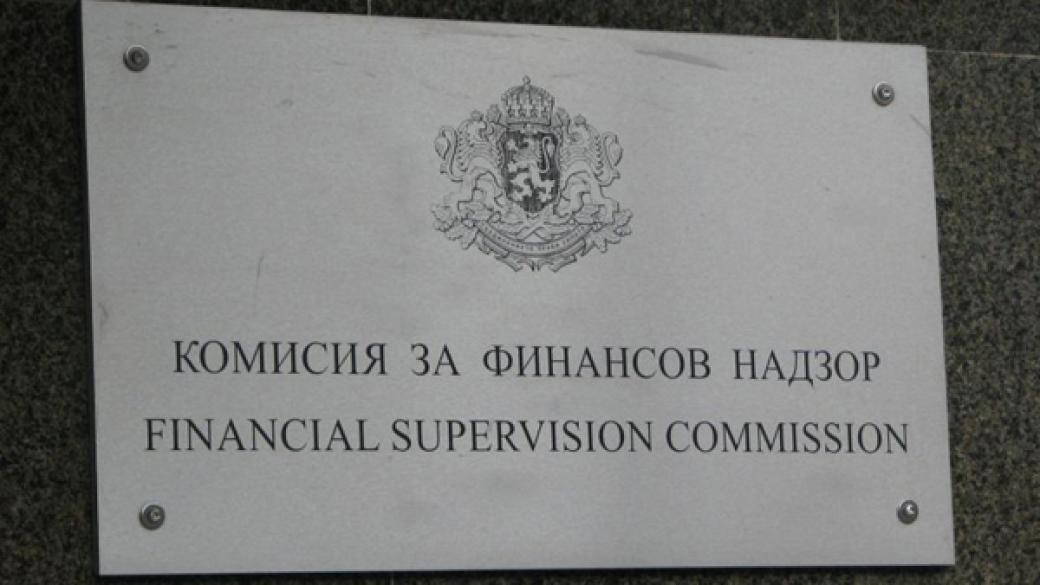 КОМИСИЯ ЗА ФИНАНСОВ НАДЗОР
FINANCIAL SUPERVISION COMMISSION